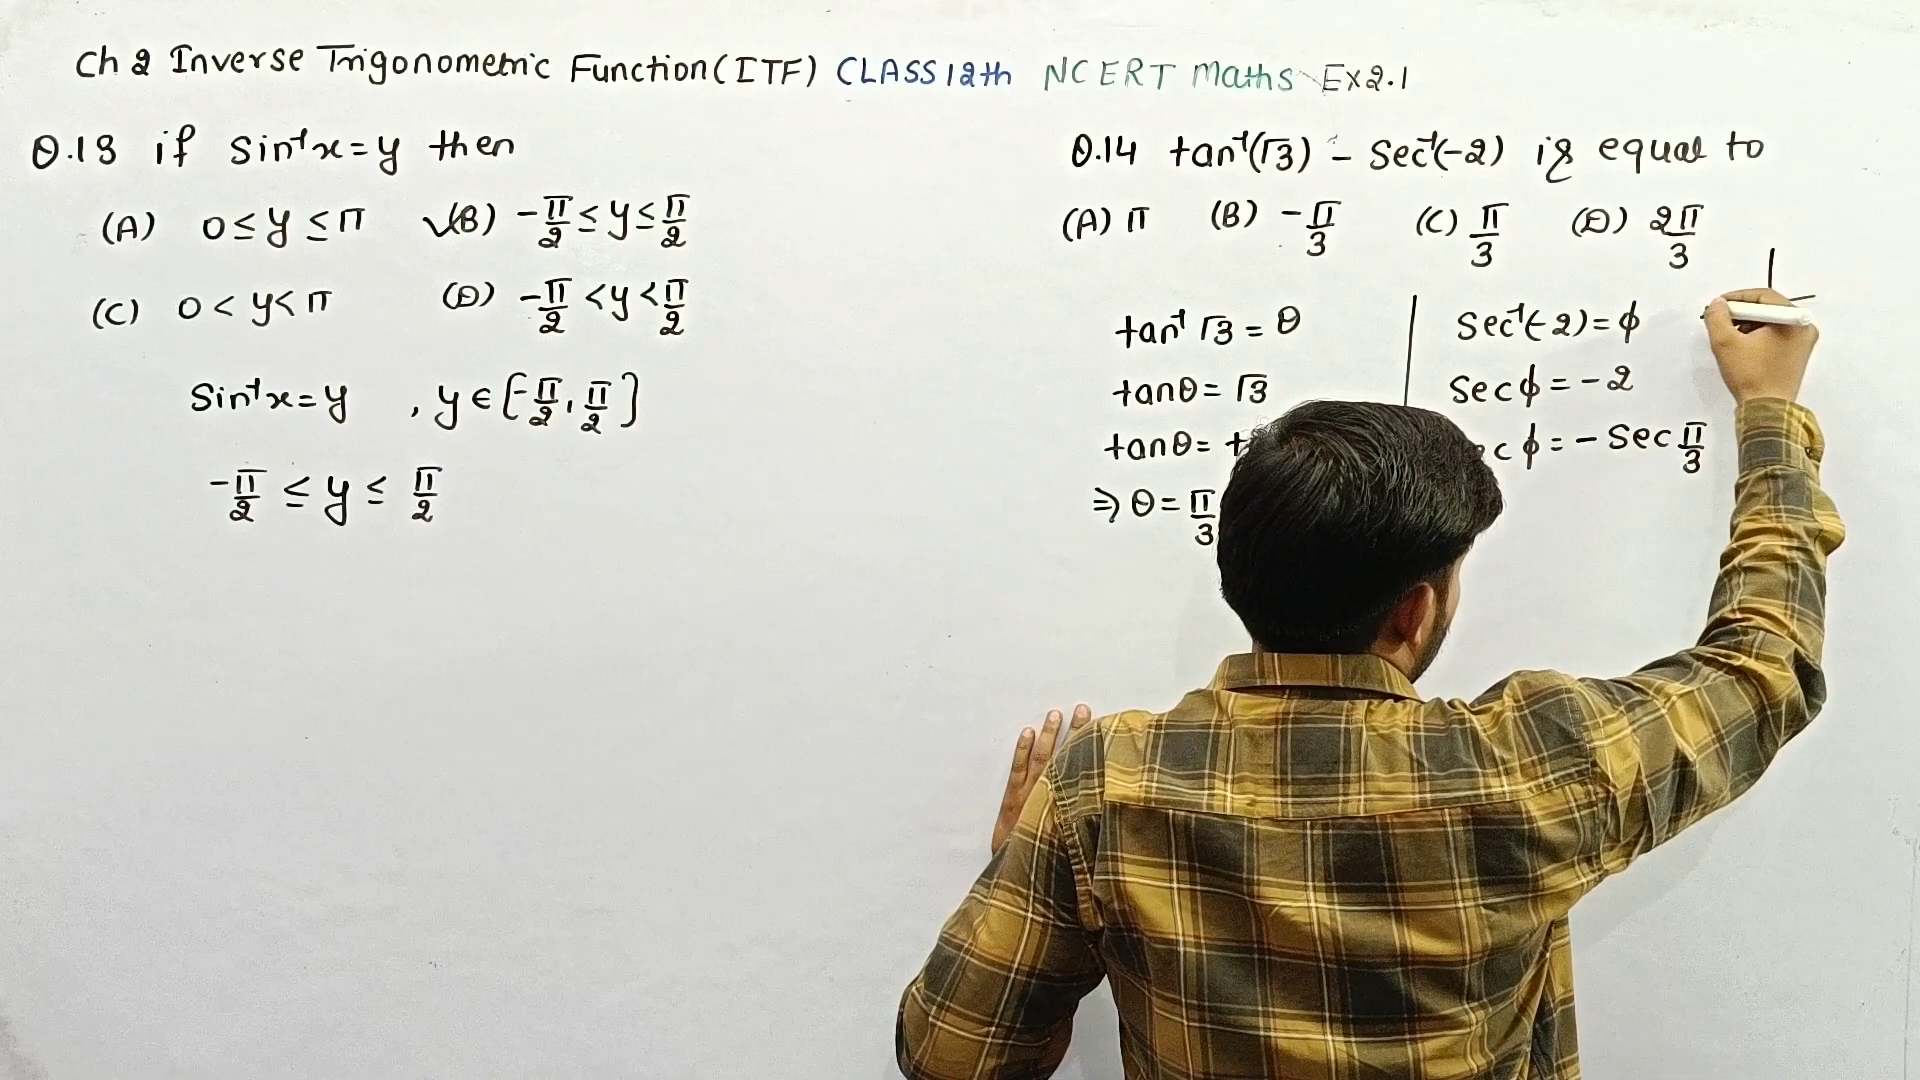 Ch 2 Inverse Trigonometric Function (ITF) CLASS 12th NCERT Maths Ex 2.1
Q.13 if Sin⁻¹x = y then
(A) 0 ≤ y ≤ π ✓(B) -π/2 ≤ y ≤ π/2
(C) 0 < y < π (D) -π/2 < y < π/2
Sin⁻¹x = y , y ∈ [-π/2, π/2]
-π/2 ≤ y ≤ π/2
Q.14 tan⁻¹(√3) - Sec⁻¹(-2) is equal to
(A) π (B) -π/3 (C) π/3 (D) 2π/3
tan⁻¹ √3 = θ
tanθ = √3
tanθ =
⇒ θ = π/3
Sec⁻¹(-2) = ϕ
Sec ϕ = -2
c ϕ = - Sec π/3